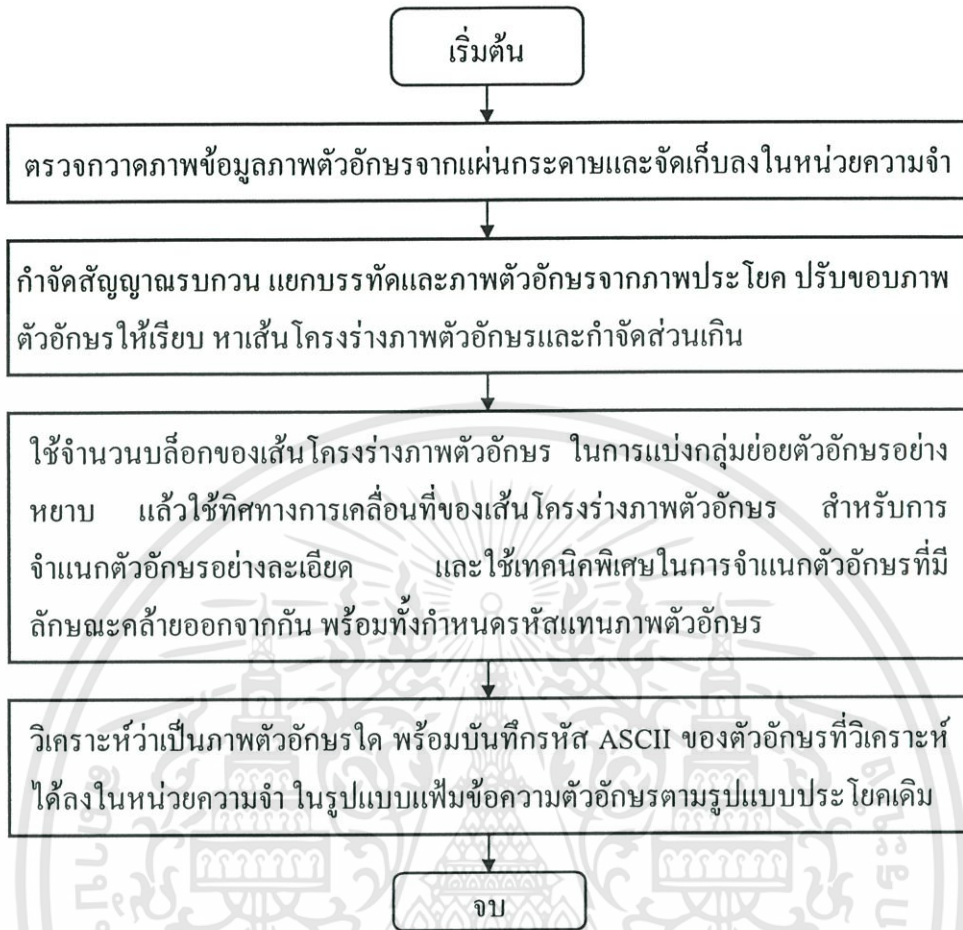 เริ่มต้น
ตรวจกวาดภาพข้อมูลภาพตัวอักษรจากแผ่นกระดาษและจัดเก็บลงในหน่วยความจำ
กำจัดสัญญาณรบกวน แยกบรรทัดและภาพตัวอักษรจากภาพประโยค ปรับขอบภาพ
ตัวอักษรให้เรียบ หาเส้นโครงร่างภาพตัวอักษรและกำจัดส่วนเกิน
ใช้จำนวนบล็อกของเส้นโครงร่างภาพตัวอักษร ในการแบ่งกลุ่มย่อยตัวอักษรอย่าง
หยาบ แล้วใช้ทิศทางการเคลื่อนที่ของเส้นโครงร่างภาพตัวอักษร สำหรับการ
จำแนกตัวอักษรอย่างละเอียด และใช้เทคนิคพิเศษในการจำแนกตัวอักษรที่มี
ลักษณะคล้ายออกจากกัน พร้อมทั้งกำหนดรหัสแทนภาพตัวอักษร
วิเคราะห์ว่าเป็นภาพตัวอักษรใด พร้อมบันทึกรหัส ASCII ของตัวอักษรที่วิเคราะห์
ได้ลงในหน่วยความจำ ในรูปแบบแฟ้มข้อความตัวอักษรตามรูปแบบประโยคเดิม
จบ